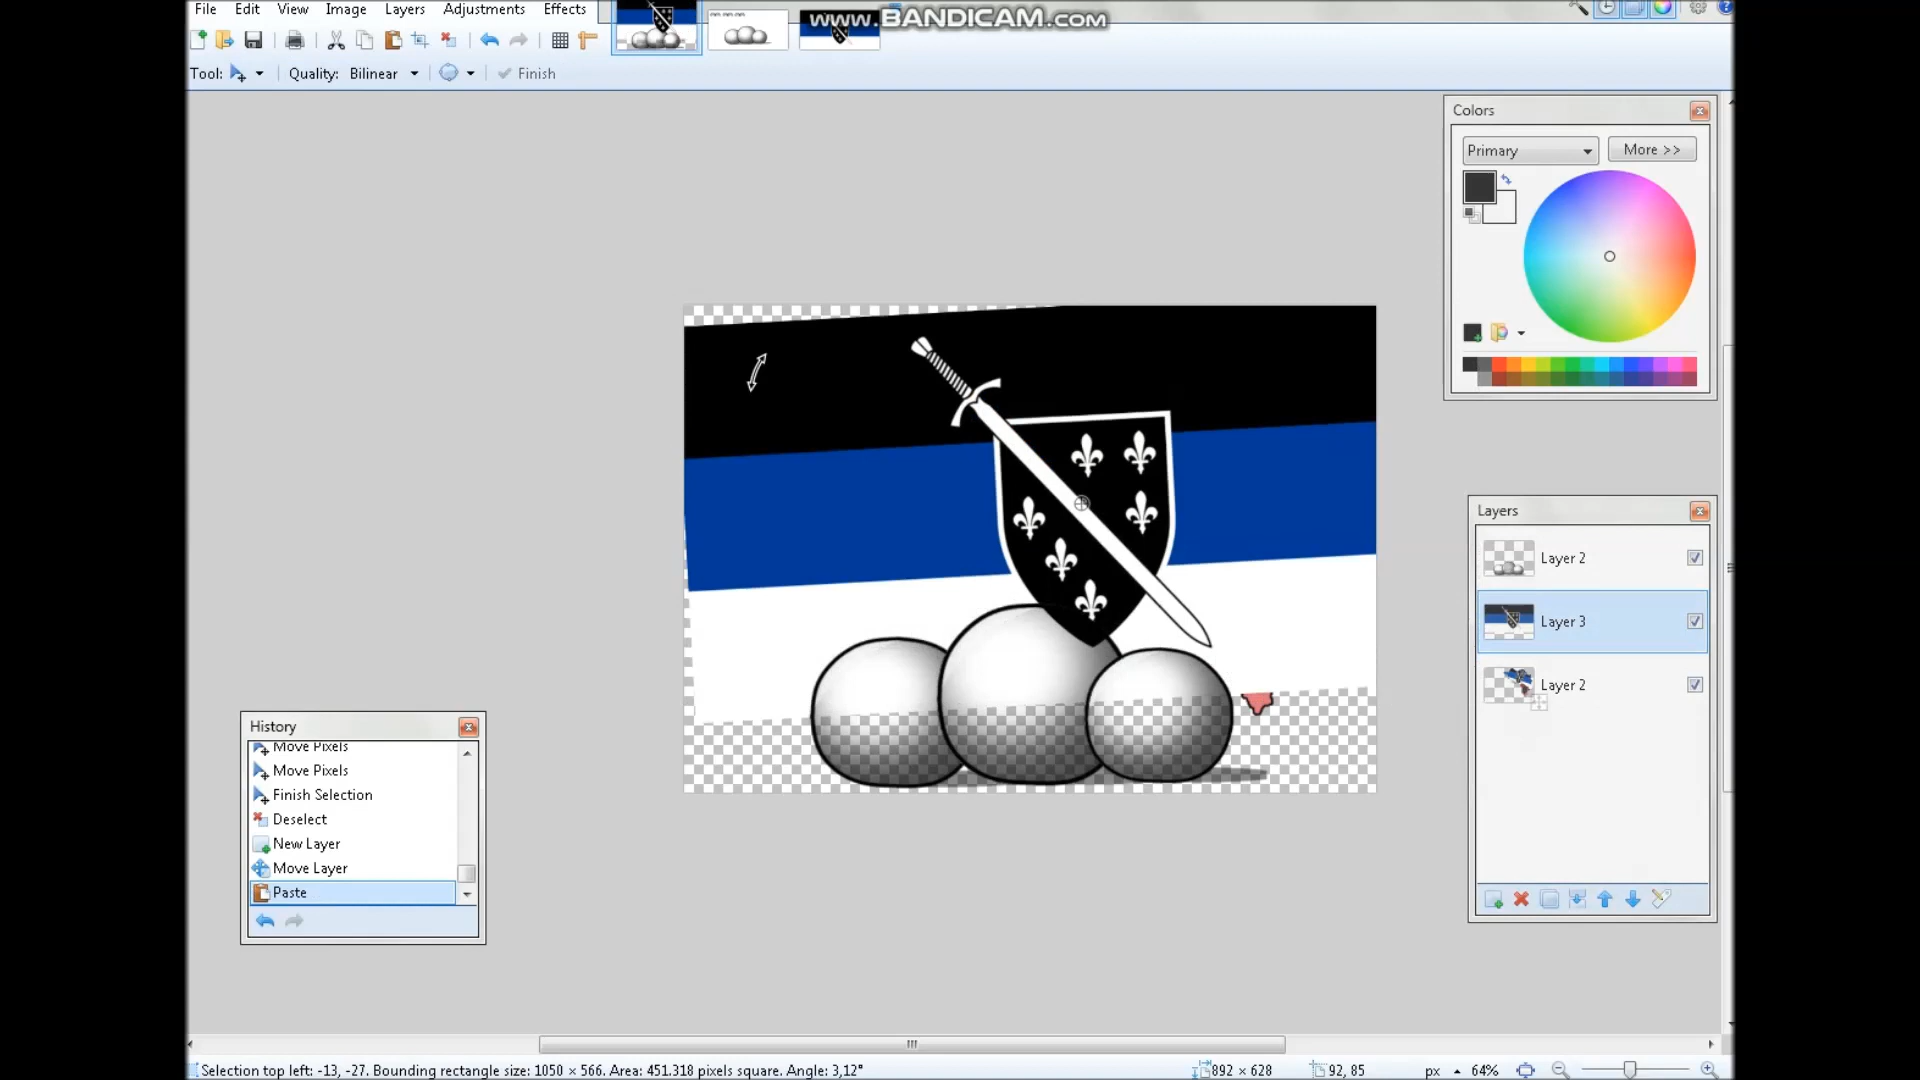 File Edit View Image Layers Adjustments Effects
www.BANDICAM.com
Tool: Quality: Bilinear Finish
Colors
Primary More >>
Layers
Layer 2
Layer 3
Layer 2
History
Move Pixels
Move Pixels
Finish Selection
Deselect
New Layer
Move Layer
Paste
Selection top left: -13, -27. Bounding rectangle size: 1050 × 566. Area: 451.318 pixels square. Angle: 3,12° 892 × 628 92, 85 px 64%